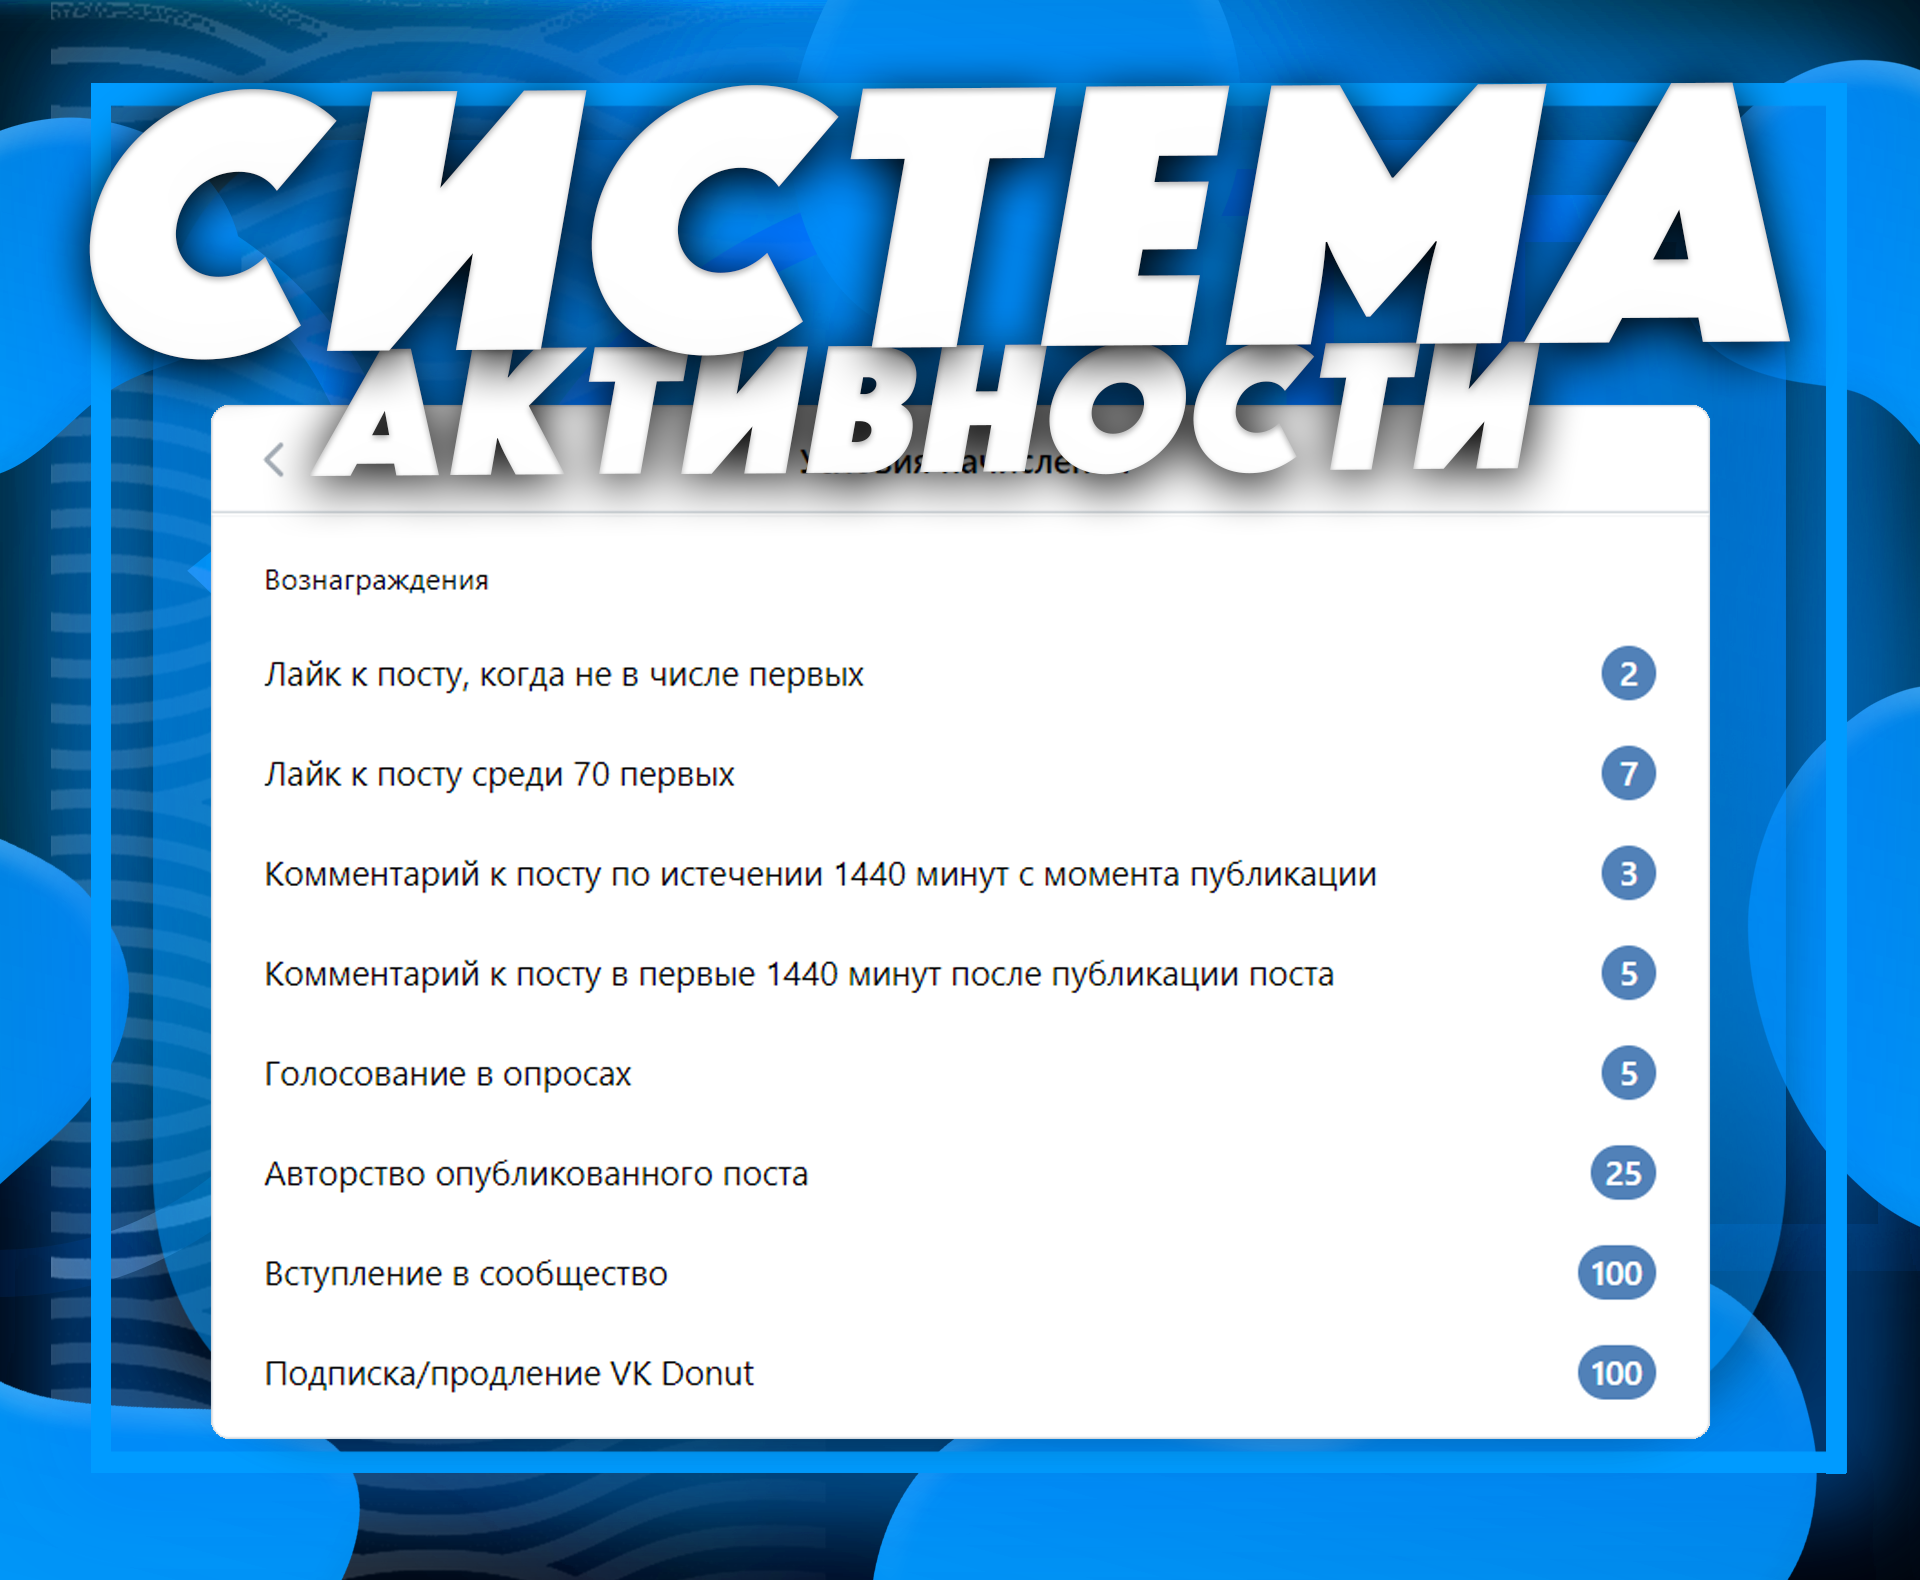 СИСТЕМА
АКТИВНОСТИ
Вознаграждения
Лайк к посту, когда не в числе первых 2
Лайк к посту среди 70 первых 7
Комментарий к посту по истечении 1440 минут с момента публикации 3
Комментарий к посту в первые 1440 минут после публикации поста 5
Голосование в опросах 5
Авторство опубликованного поста 25
Вступление в сообщество 100
Подписка/продление VK Donut 100